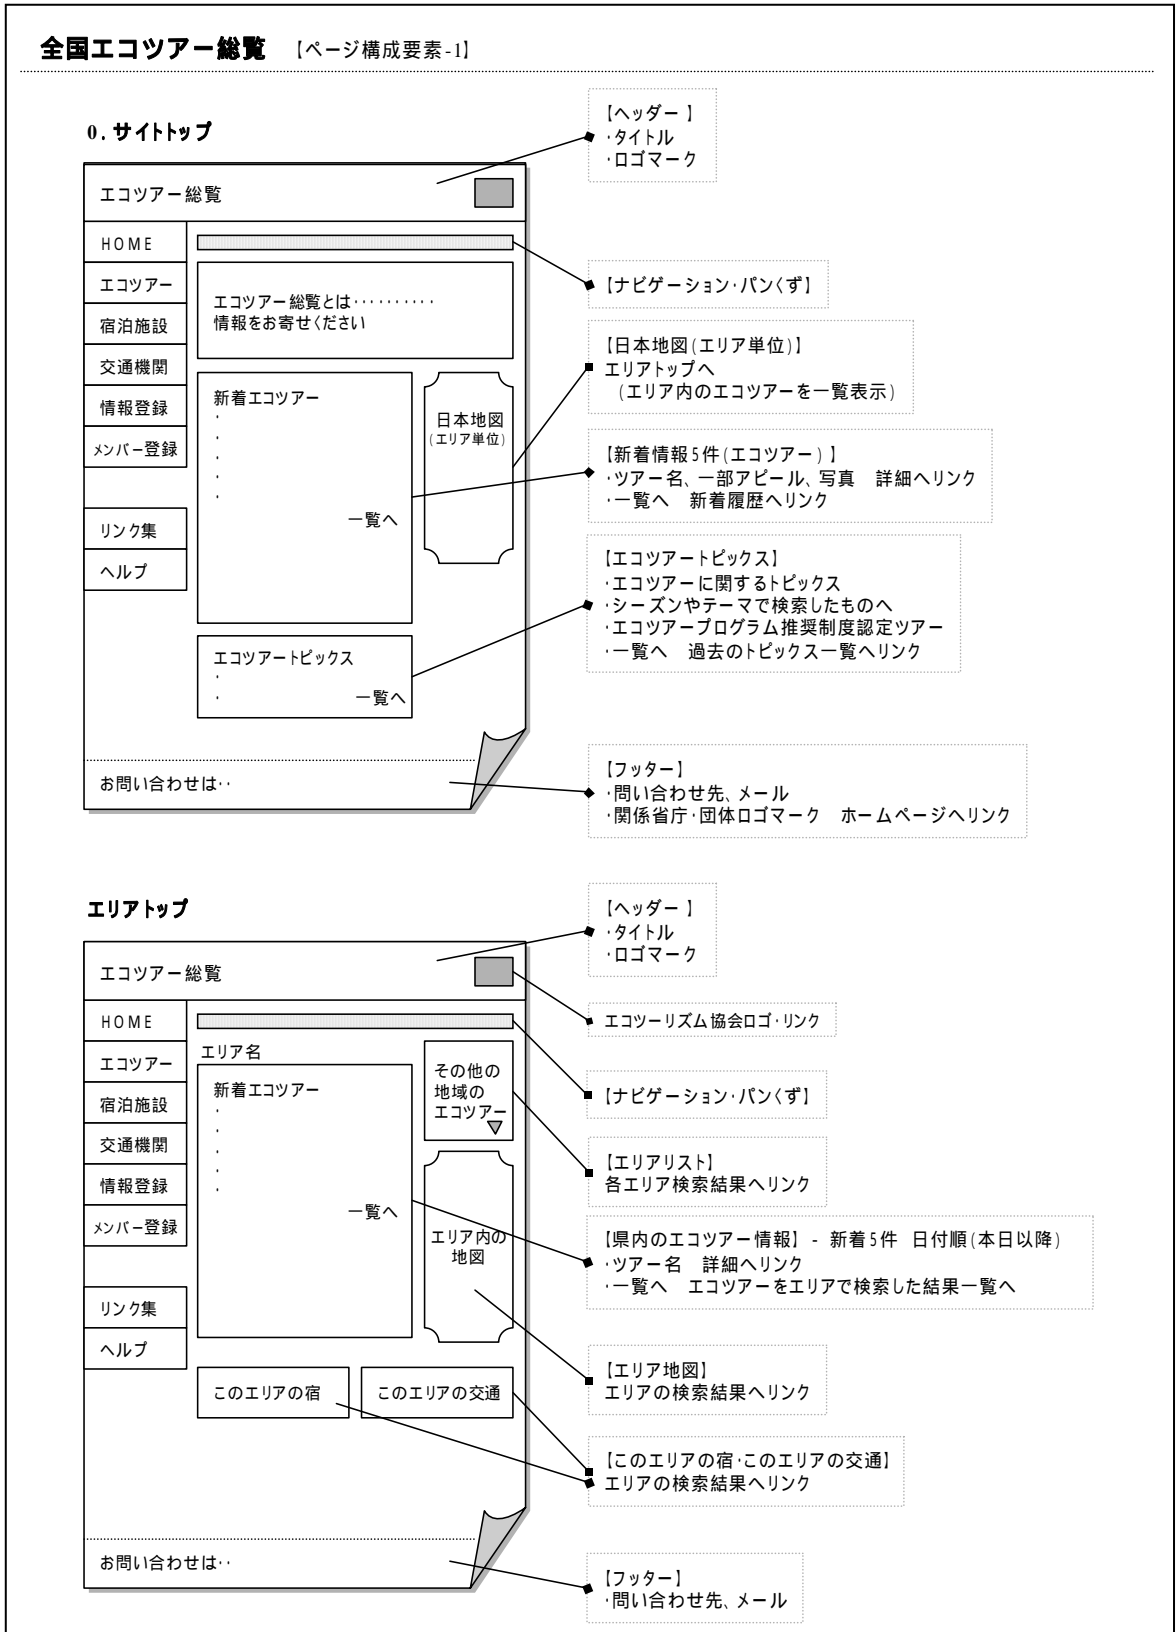 全国エコツアー総覧 【ページ構成要素-1】
0. サイトトップ
エコツアー総覧
HOME
エコツアー
宿泊施設
交通機関
情報登録
メンバー登録
リンク集
ヘルプ
エコツアー総覧とは‥‥‥‥‥
情報をお寄せください
新着エコツアー
・
・
・
・
・
一覧へ
日本地図
(エリア単位)
エコツアートピックス
・
・
一覧へ
お問い合わせは‥
【ヘッダー 】
・タイトル
・ロゴマーク
【ナビゲーション・パンくず】
【日本地図(エリア単位)】
エリアトップへ
(エリア内のエコツアーを一覧表示)
【新着情報5件(エコツアー) 】
・ツアー名、一部アピール、写真　詳細へリンク
・一覧へ　新着履歴へリンク
【エコツアートピックス】
・エコツアーに関するトピックス
・シーズンやテーマで検索したものへ
・エコツアープログラム推奨制度認定ツアー
・一覧へ　過去のトピックス一覧へリンク
【フッター】
・問い合わせ先、メール
・関係省庁・団体ロゴマーク　ホームページへリンク
エリアトップ
エコツアー総覧
HOME
エコツアー
宿泊施設
交通機関
情報登録
メンバー登録
リンク集
ヘルプ
エリア名
新着エコツアー
・
・
・
・
・
一覧へ
その他の
地域の
エコツアー
エリア内の
地図
このエリアの宿
このエリアの交通
お問い合わせは‥
【ヘッダー 】
・タイトル
・ロゴマーク
エコツーリズム協会ロゴ・リンク
【ナビゲーション・パンくず】
【エリアリスト】
各エリア検索結果へリンク
【県内のエコツアー情報】 - 新着5件 日付順(本日以降)
・ツアー名　詳細へリンク
・一覧へ　エコツアーをエリアで検索した結果一覧へ
【エリア地図】
エリアの検索結果へリンク
【このエリアの宿・このエリアの交通】
エリアの検索結果へリンク
【フッター】
・問い合わせ先、メール